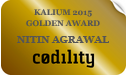 KALIUM 2015
GOLDEN AWARD
NITIN AGRAWAL
codility